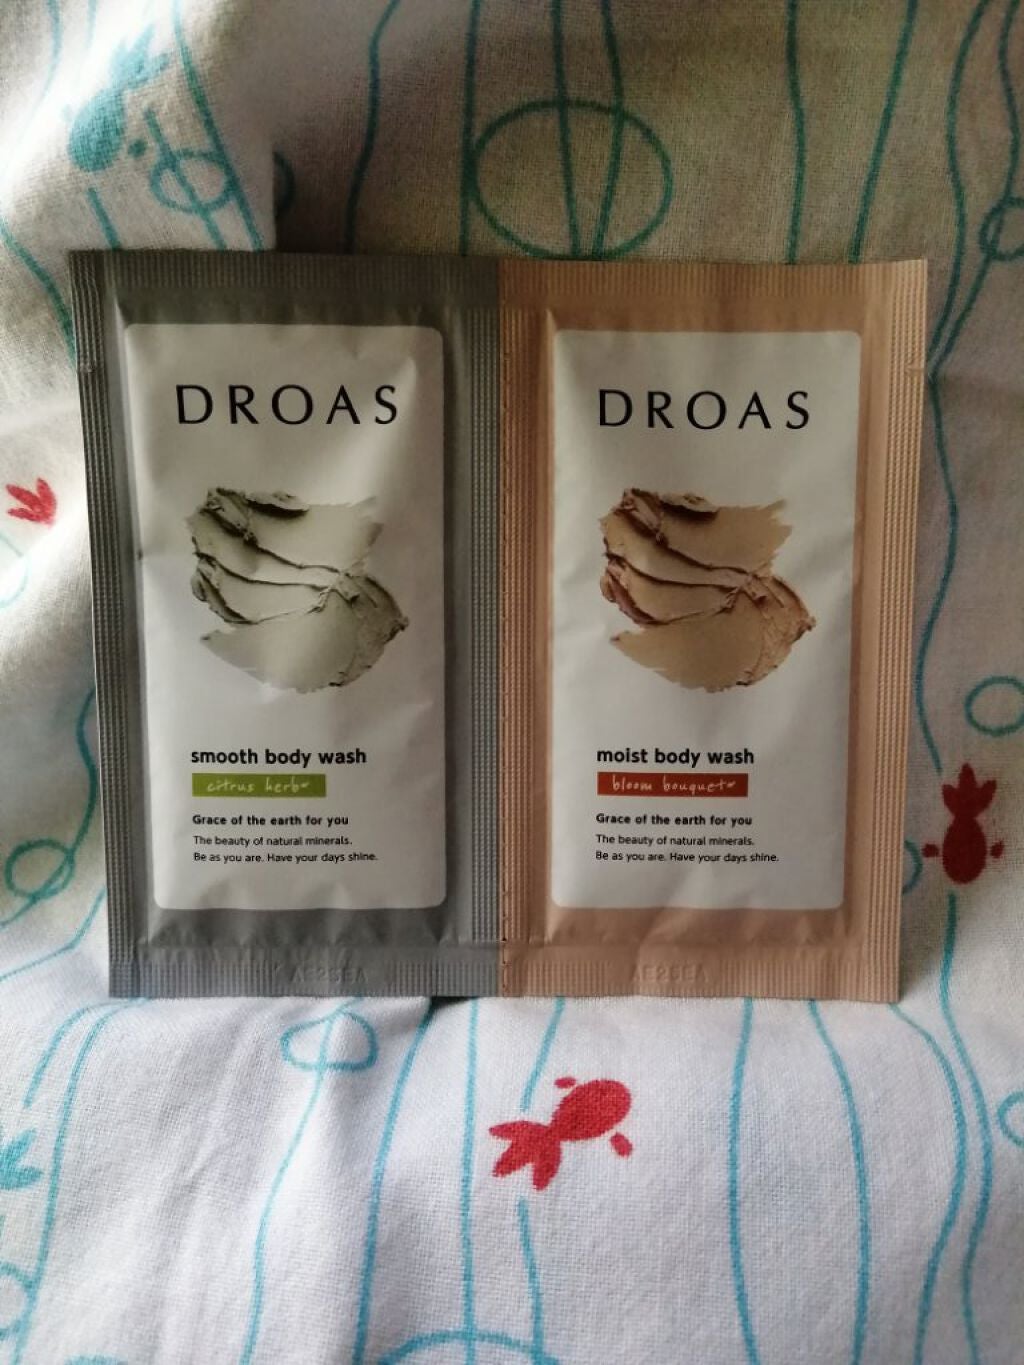 DROAS
smooth body wash
citrus herb
Grace of the earth for you
The beauty of natural minerals.
Be as you are. Have your days shine.
DROAS
moist body wash
bloom bouquet
Grace of the earth for you
The beauty of natural minerals.
Be as you are. Have your days shine.